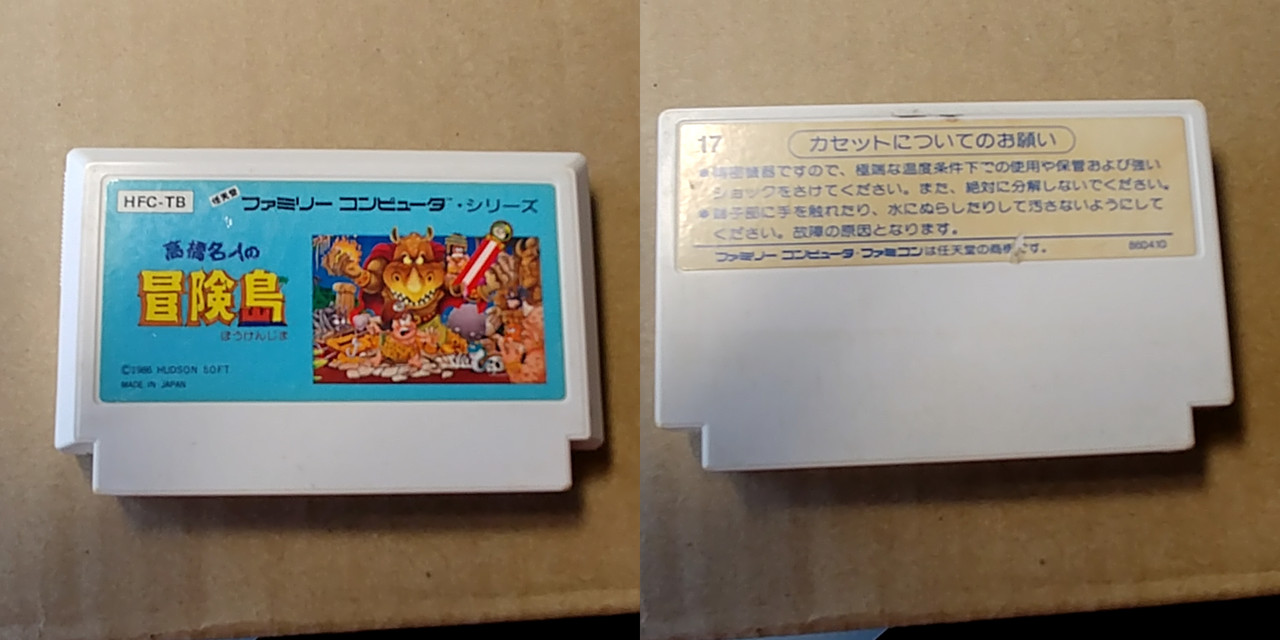 HFC-TB
任天堂
ファミリー コンピュータ™・シリーズ
高橋名人の
冒険島
ぼうけんじま
©1986 HUDSON SOFT
MADE IN JAPAN
17
カセットについてのお願い
●精密機器ですので、極端な温度条件下での使用や保管および強い
ショックをさけてください。また、絶対に分解しないでください。
●端子部に手を触れたり、水にぬらしたりして汚さないようにして
ください。故障の原因となります。
ファミリー コンピュータ・ファミコンは任天堂の商標です。
860410